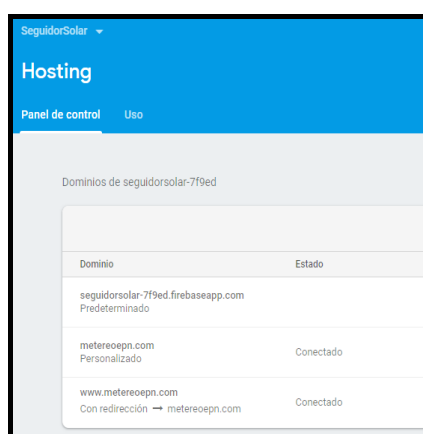 SeguidorSolar
Hosting
Panel de control Uso
Dominios de seguidorsolar-7f9ed
Dominio Estado
seguidorsolar-7f9ed.firebaseapp.com
Predeterminado
metereoepn.com
Personalizado Conectado
www.metereoepn.com
Con redirección → metereoepn.com Conectado